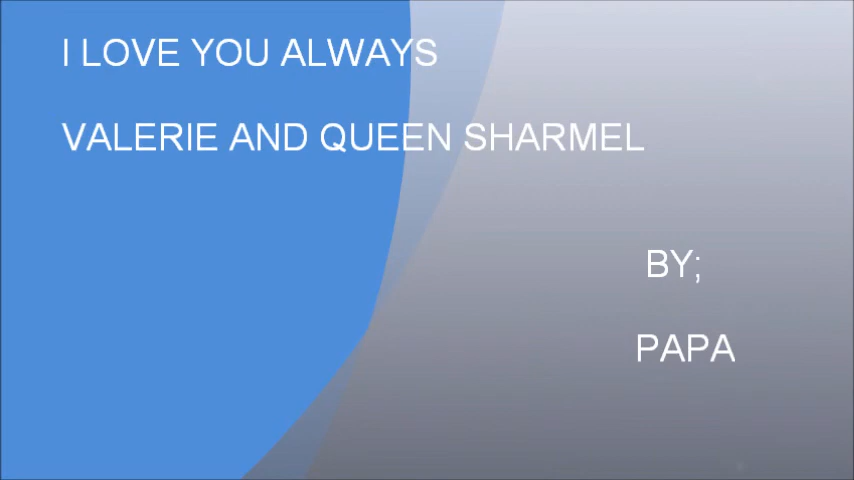 I LOVE YOU ALWAYS
VALERIE AND QUEEN SHARMEL
BY;
PAPA